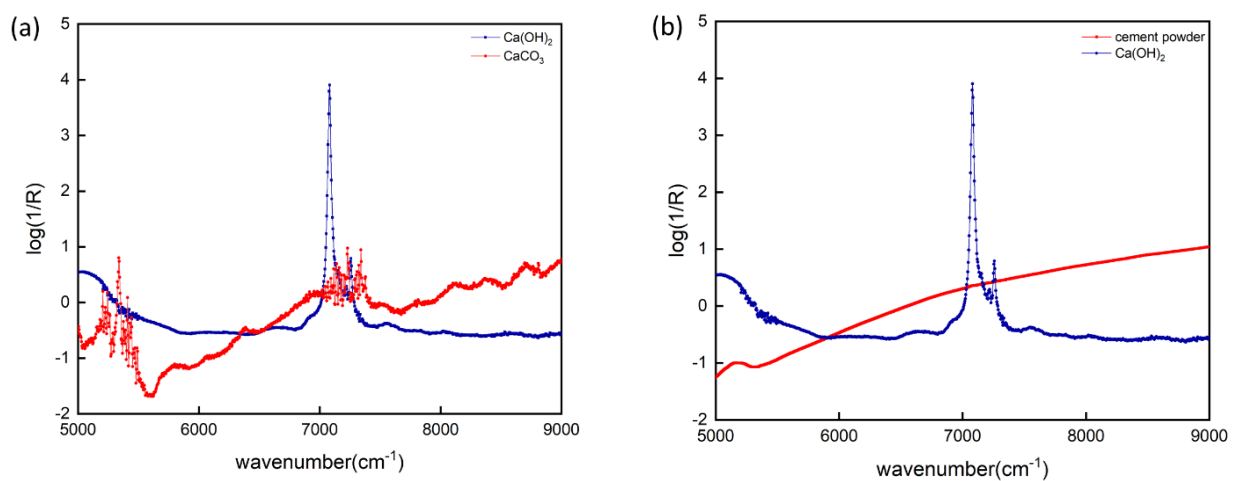 (a)
Ca(OH)₂
CaCO₃
5
4
3
2
1
0
-1
-2
log(1/R)
5000 6000 7000 8000 9000
wavenumber(cm⁻¹)
(b)
cement powder
Ca(OH)₂
5
4
3
2
1
0
-1
-2
log(1/R)
5000 6000 7000 8000 9000
wavenumber(cm⁻¹)